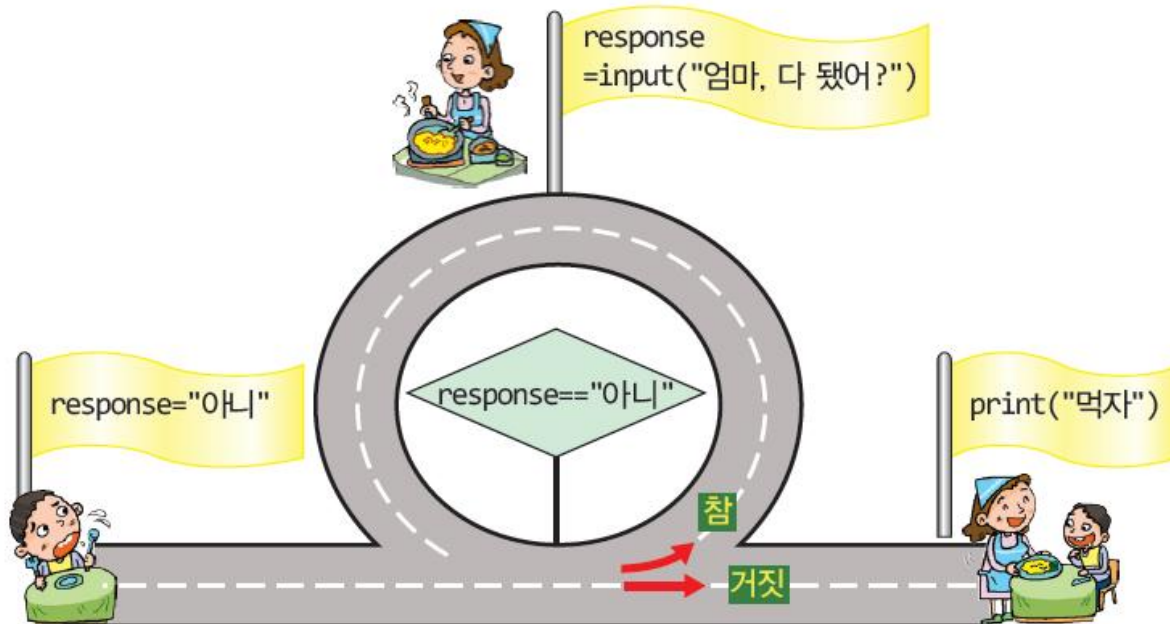 response
=input("엄마, 다 됐어?")
response="아니"
response=="아니"
print("먹자")
참
거짓